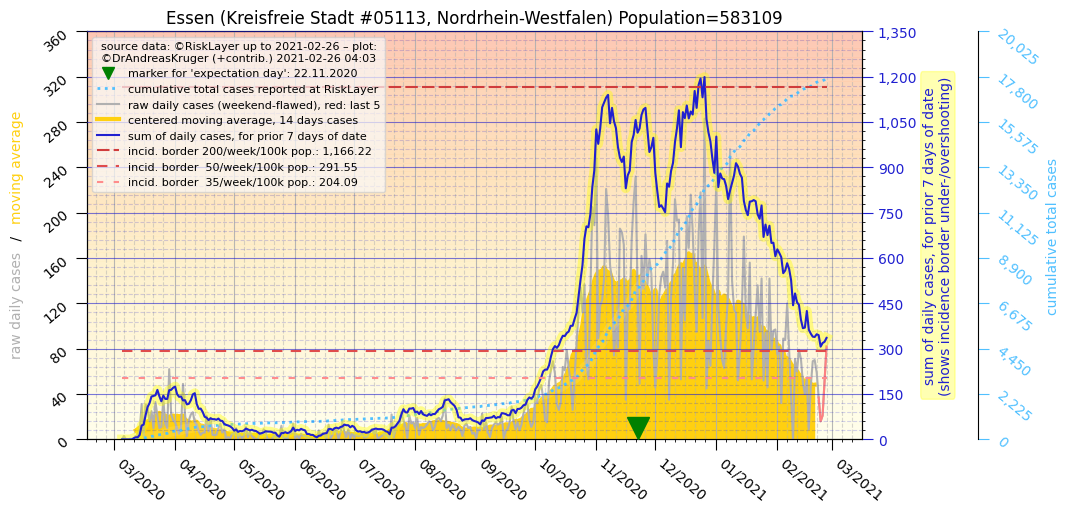 Essen (Kreisfreie Stadt #05113, Nordrhein-Westfalen) Population=583109
source data: ©RiskLayer up to 2021-02-26 – plot:
©DrAndreasKruger (+contrib.) 2021-02-26 04:03
marker for 'expectation day': 22.11.2020
cumulative total cases reported at RiskLayer
raw daily cases (weekend-flawed), red: last 5
centered moving average, 14 days cases
sum of daily cases, for prior 7 days of date
incid. border 200/week/100k pop.: 1,166.22
incid. border  50/week/100k pop.: 291.55
incid. border  35/week/100k pop.: 204.09
raw daily cases / moving average
360
320
280
240
200
160
120
80
40
0
03/2020
04/2020
05/2020
06/2020
07/2020
08/2020
09/2020
10/2020
11/2020
12/2020
01/2021
02/2021
03/2021
1,350
1,200
1,050
900
750
600
450
300
150
0
sum of daily cases, for prior 7 days of date
(shows incidence border under-/overshooting)
20,025
17,800
15,575
13,350
11,125
8,900
6,675
4,450
2,225
0
cumulative total cases